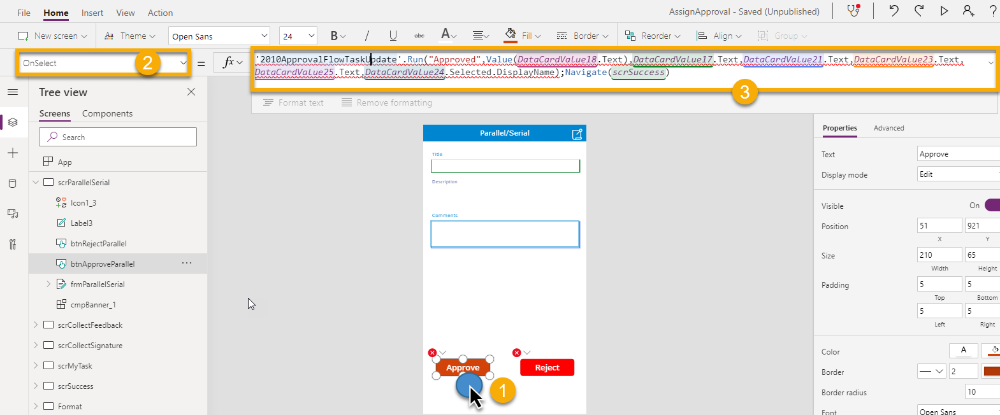 File Home Insert View Action AssignApproval - Saved (Unpublished) ?
New screen Aa Theme Open Sans 24 B / U abc A Fill Border Reorder Align Group
OnSelect 2 = fx '2010ApprovalFlowTaskUpdate'.Run("Approved",Value(DataCardValue18.Text),DataCardValue17.Text,DataCardValue21.Text,DataCardValue23.Text,
DataCardValue25.Text,DataCardValue24.Selected.DisplayName);Navigate(scrSuccess)
3
Format text Remove formatting
Tree view
Screens Components
Search
App
scrParallelSerial
Icon1_3
Label3
btnRejectParallel
btnApproveParallel ...
frmParallelSerial
cmpBanner_1
scrCollectFeedback
scrCollectSignature
scrMyTask
scrSuccess
Format
Parallel/Serial
Title
Description
Comments
Approve Reject
1
Properties Advanced
Text Approve
Display mode Edit
Visible On
Position 51 921
X Y
Size 210 65
Width Height
Padding 5 5
Top Bottom
5 5
Left Right
Color A
Border 2
Border radius 10
Font Open Sans